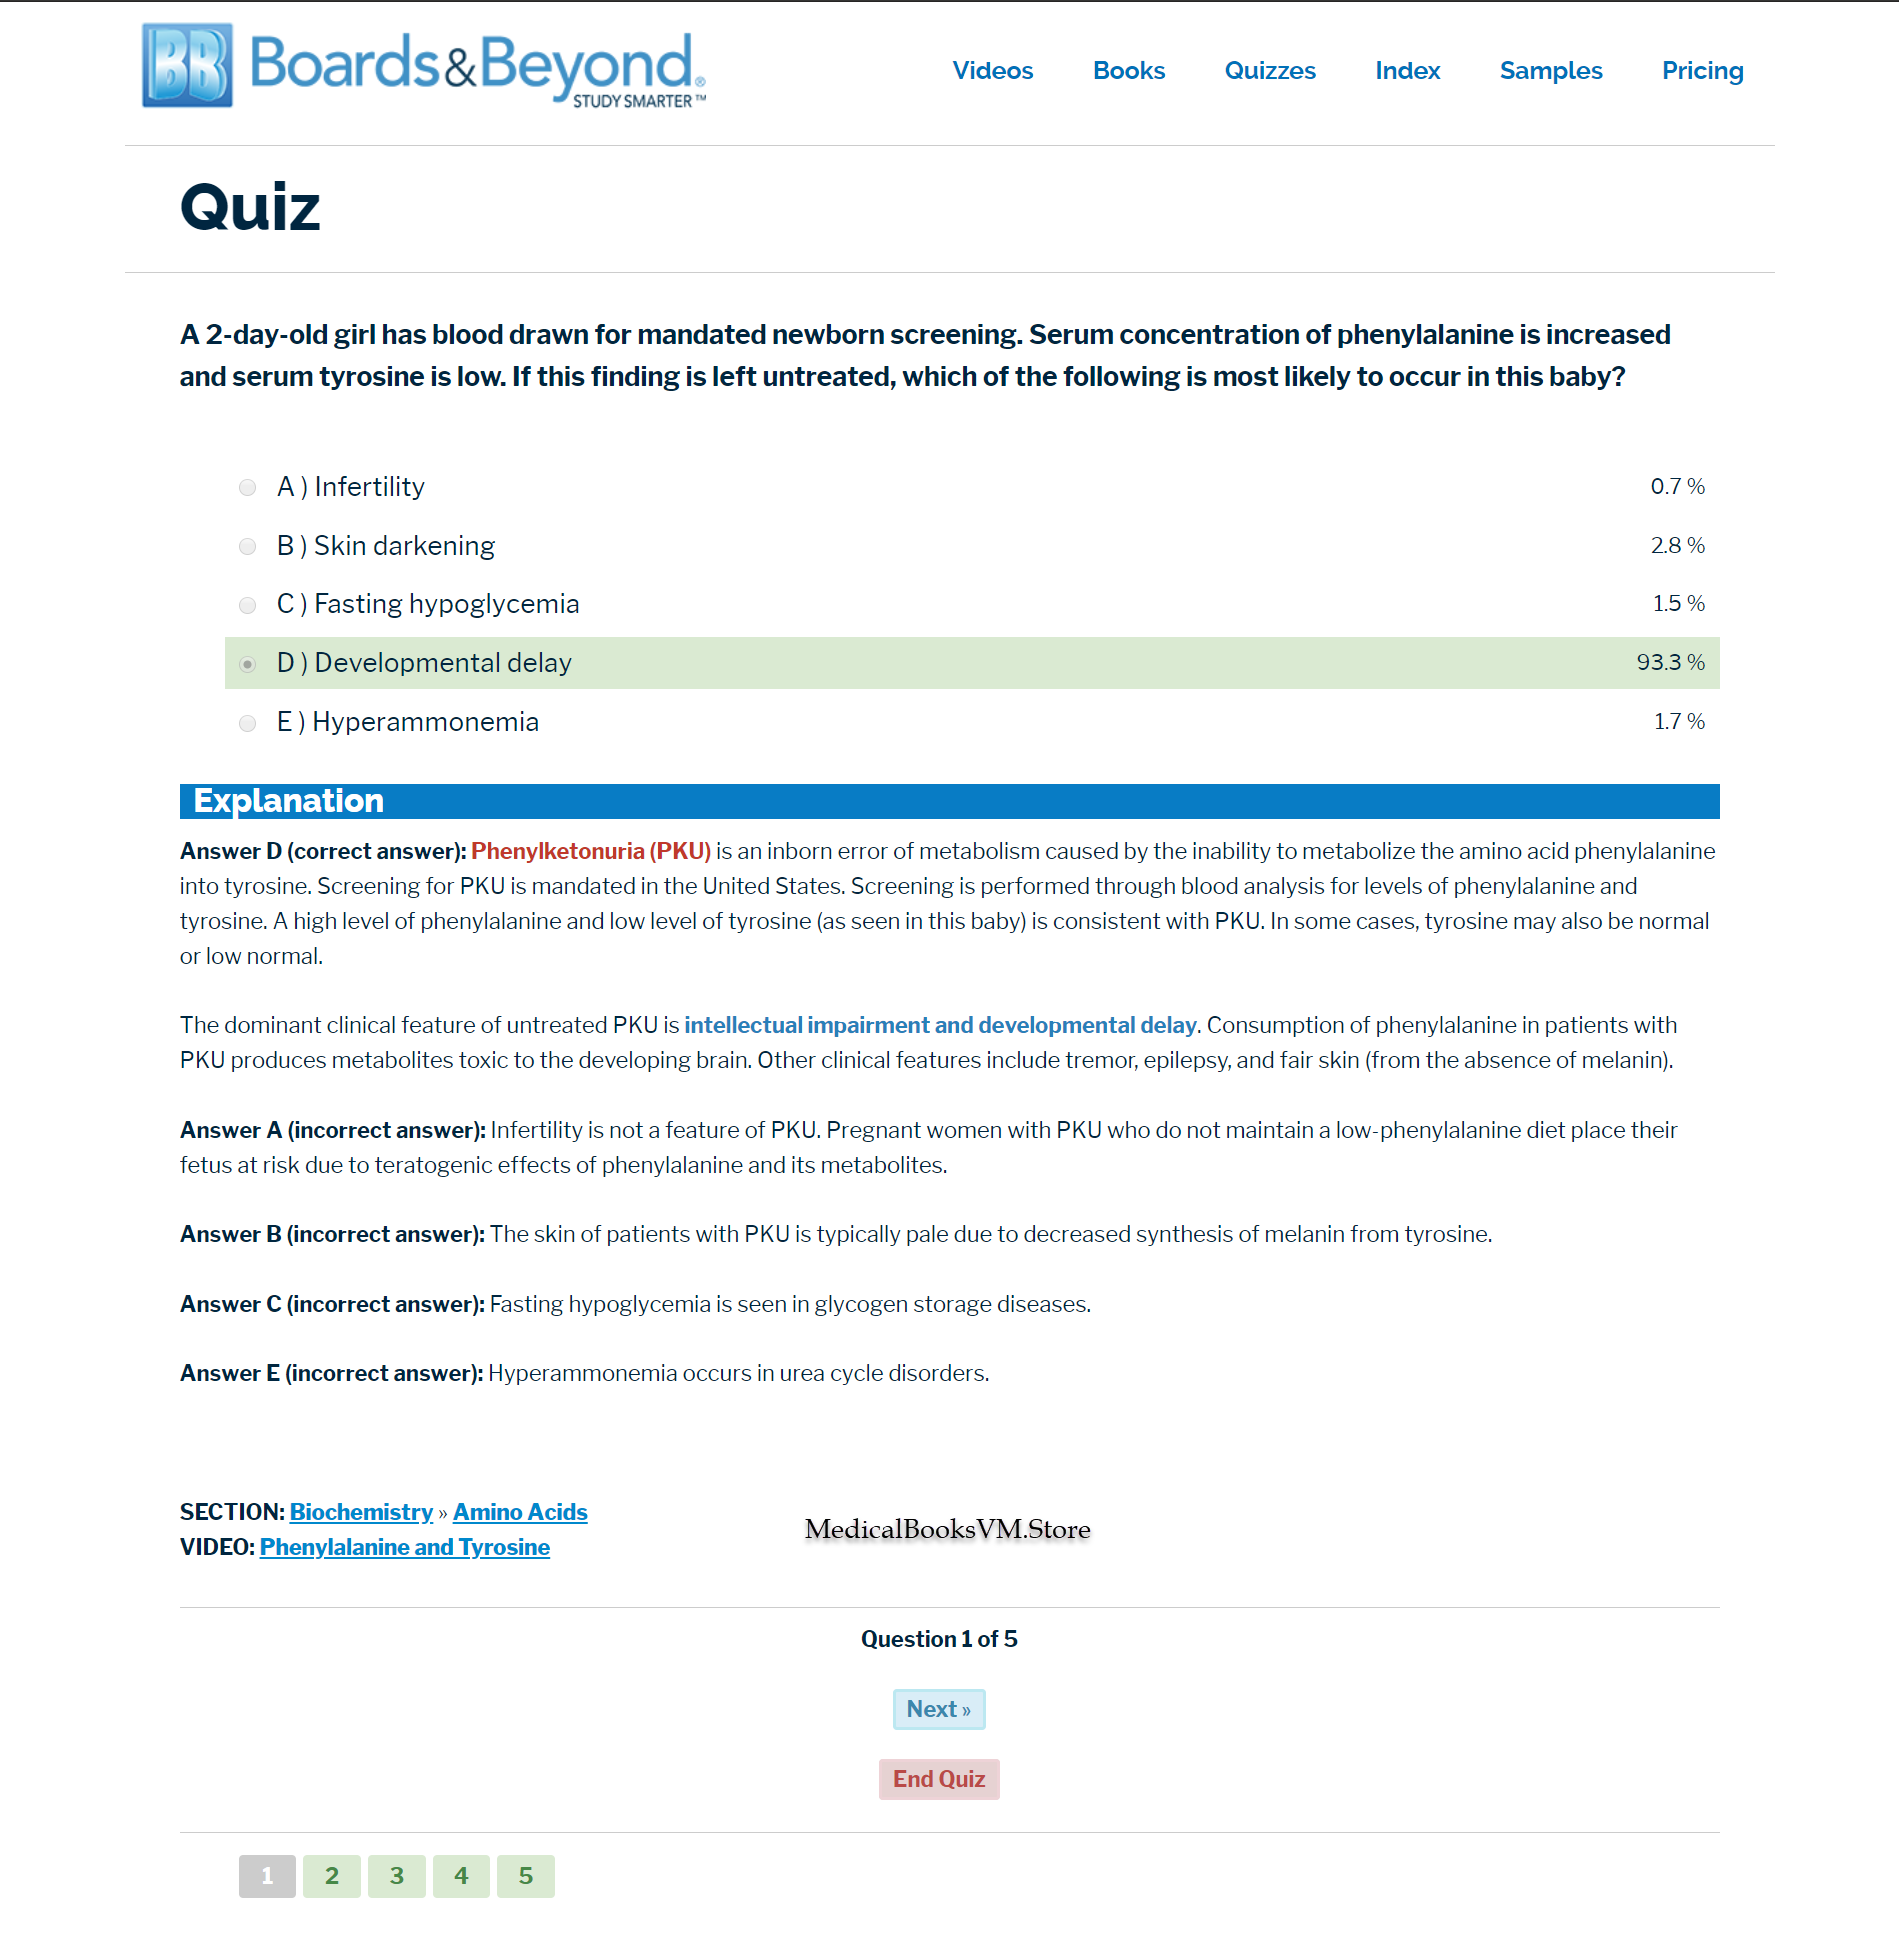 BB Boards&Beyond®
STUDY SMARTER™
Videos Books Quizzes Index Samples Pricing
Quiz
A 2-day-old girl has blood drawn for mandated newborn screening. Serum concentration of phenylalanine is increased
and serum tyrosine is low. If this finding is left untreated, which of the following is most likely to occur in this baby?
A ) Infertility 0.7 %
B ) Skin darkening 2.8 %
C ) Fasting hypoglycemia 1.5 %
D ) Developmental delay 93.3 %
E ) Hyperammonemia 1.7 %
Explanation
Answer D (correct answer): Phenylketonuria (PKU) is an inborn error of metabolism caused by the inability to metabolize the amino acid phenylalanine
into tyrosine. Screening for PKU is mandated in the United States. Screening is performed through blood analysis for levels of phenylalanine and
tyrosine. A high level of phenylalanine and low level of tyrosine (as seen in this baby) is consistent with PKU. In some cases, tyrosine may also be normal
or low normal.
The dominant clinical feature of untreated PKU is intellectual impairment and developmental delay. Consumption of phenylalanine in patients with
PKU produces metabolites toxic to the developing brain. Other clinical features include tremor, epilepsy, and fair skin (from the absence of melanin).
Answer A (incorrect answer): Infertility is not a feature of PKU. Pregnant women with PKU who do not maintain a low-phenylalanine diet place their
fetus at risk due to teratogenic effects of phenylalanine and its metabolites.
Answer B (incorrect answer): The skin of patients with PKU is typically pale due to decreased synthesis of melanin from tyrosine.
Answer C (incorrect answer): Fasting hypoglycemia is seen in glycogen storage diseases.
Answer E (incorrect answer): Hyperammonemia occurs in urea cycle disorders.
SECTION: Biochemistry » Amino Acids
VIDEO: Phenylalanine and Tyrosine
MedicalBooksVM.Store
Question 1 of 5
Next »
End Quiz
1 2 3 4 5